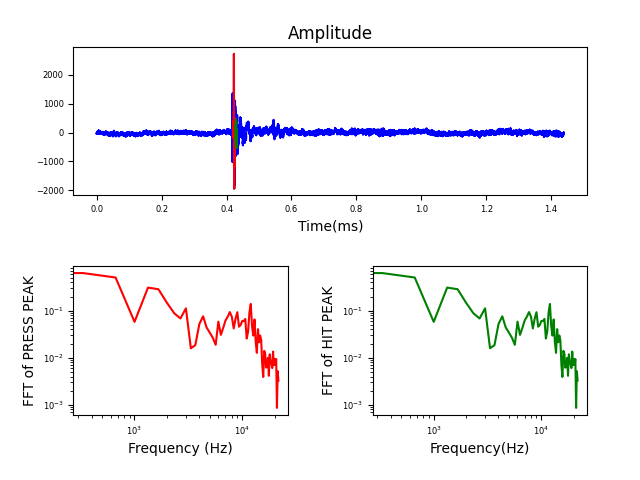 Amplitude
2000
1000
0
−1000
−2000
0.0 0.2 0.4 0.6 0.8 1.0 1.2 1.4
Time(ms)
FFT of PRESS PEAK
10⁻¹
10⁻²
10⁻³
10³ 10⁴
Frequency (Hz)
FFT of HIT PEAK
10⁻¹
10⁻²
10⁻³
10³ 10⁴
Frequency(Hz)